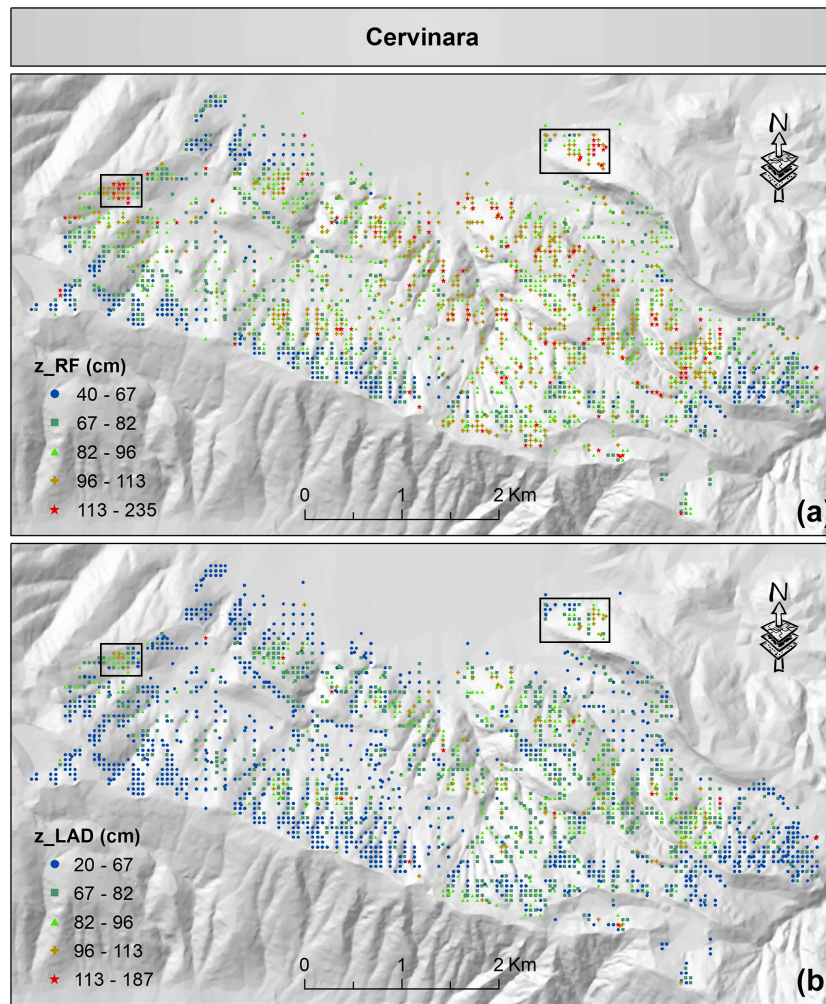 Cervinara
N
z_RF (cm)
40 - 67
67 - 82
82 - 96
96 - 113
113 - 235
0 1 2 Km
(a)
N
z_LAD (cm)
20 - 67
67 - 82
82 - 96
96 - 113
113 - 187
0 1 2 Km
(b)